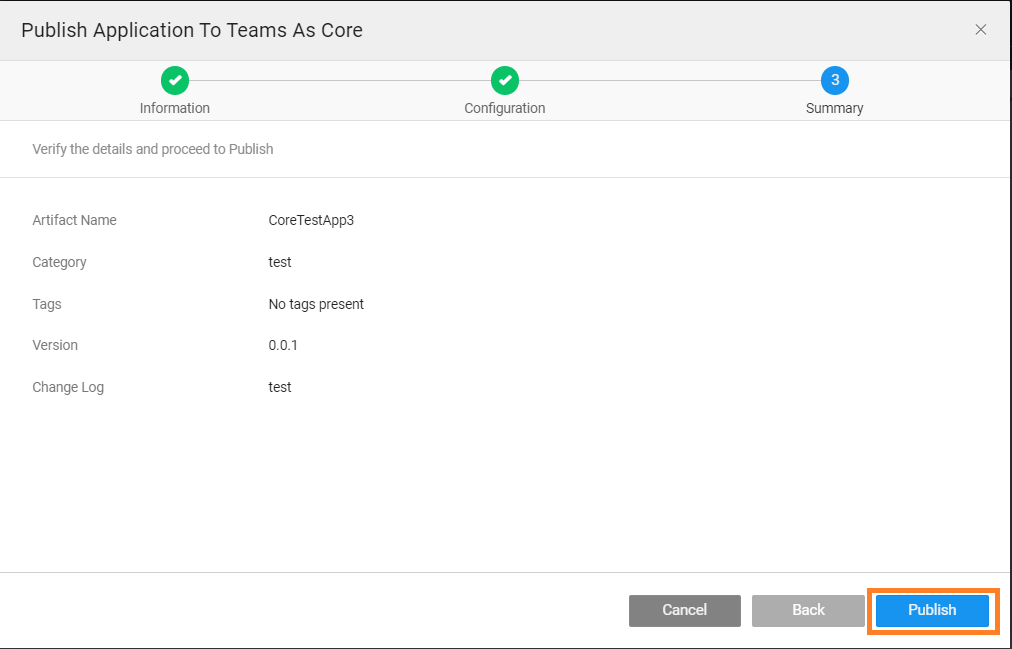 Publish Application To Teams As Core
3
Information Configuration Summary
Verify the details and proceed to Publish
Artifact Name CoreTestApp3
Category test
Tags No tags present
Version 0.0.1
Change Log test
Cancel Back Publish